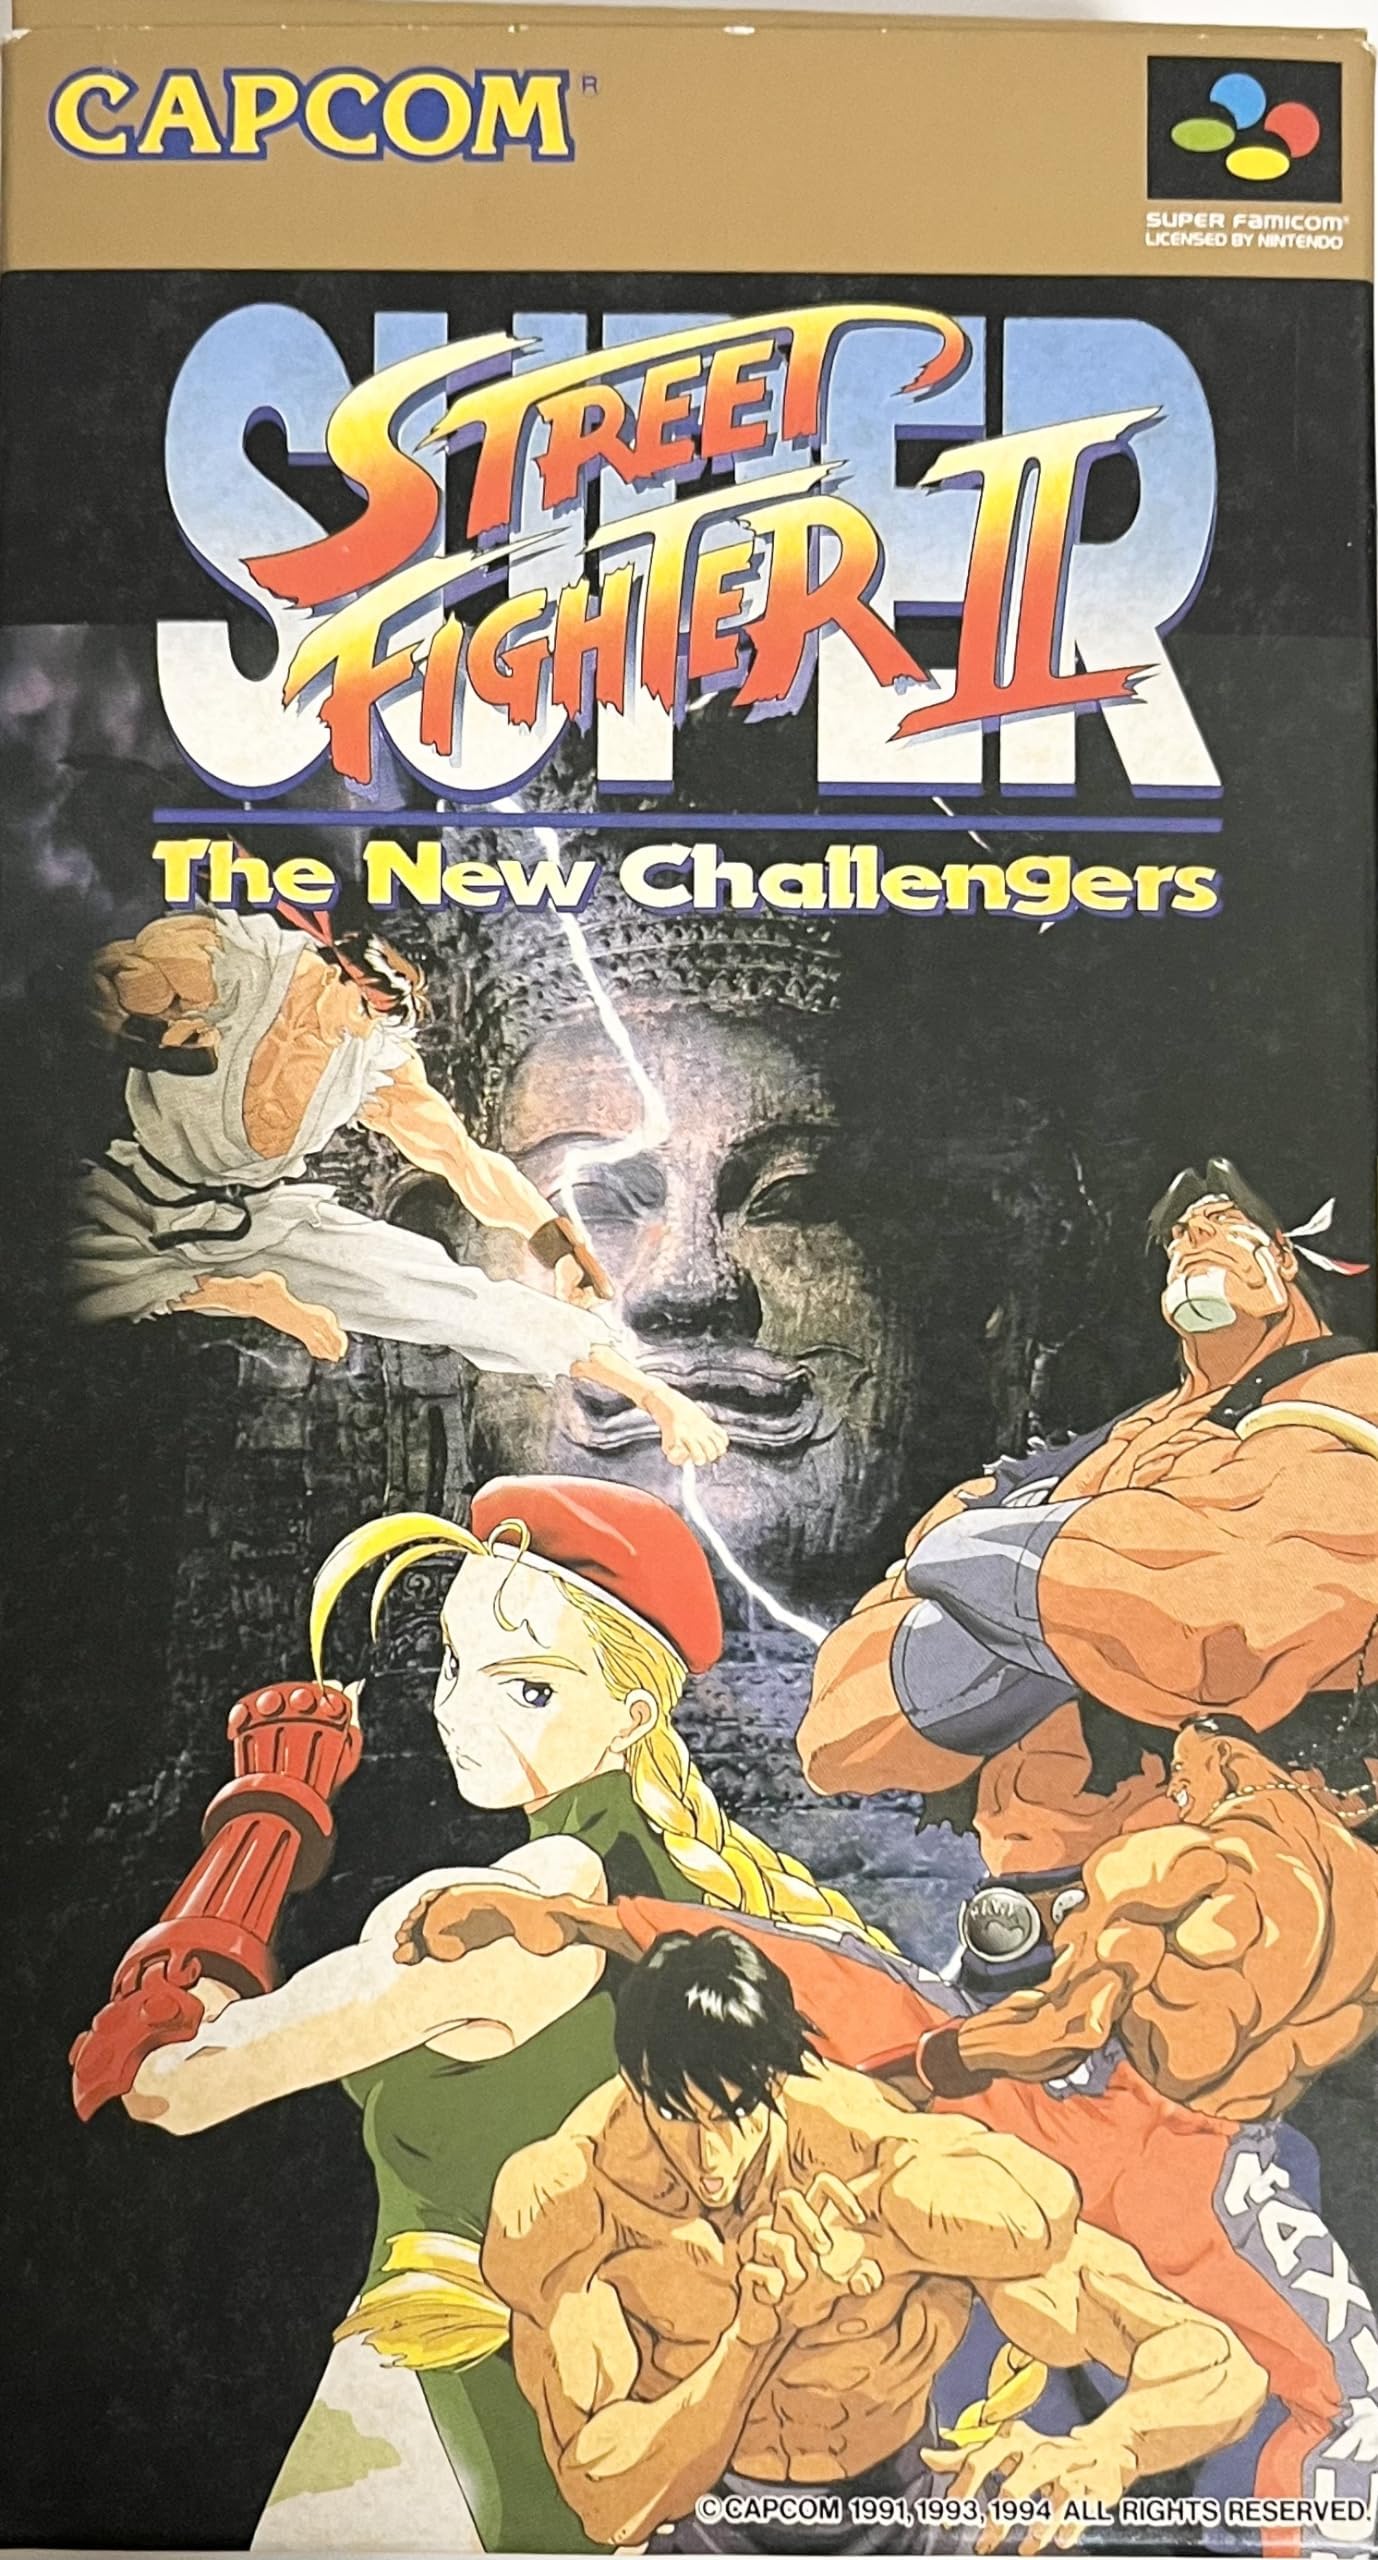 CAPCOM®
SUPER FAMICOM®
LICENSED BY NINTENDO
SUPER
STREET
FIGHTER II
The New Challengers
MAXIMUM
©CAPCOM 1991, 1993, 1994 ALL RIGHTS RESERVED.